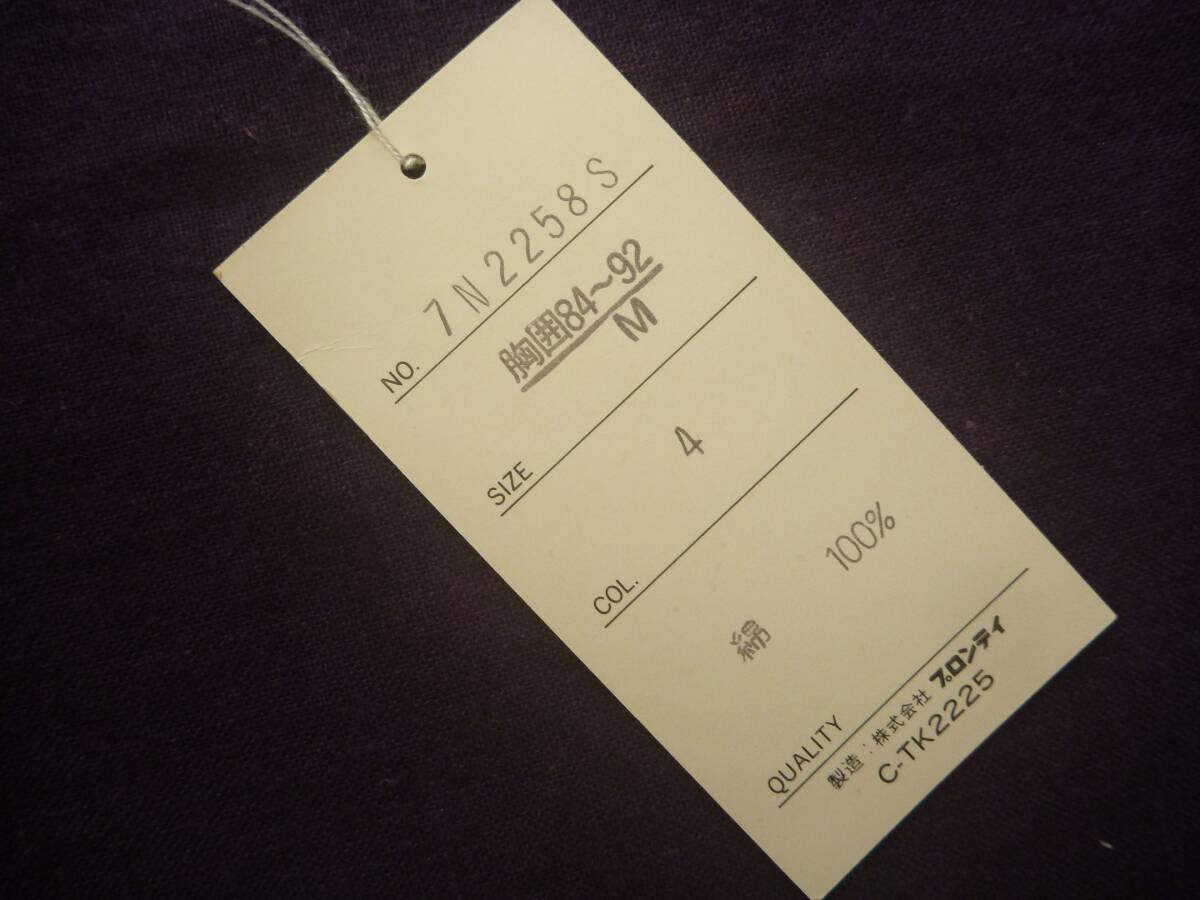 NO. 7N2258S
胸囲84〜92
SIZE M
COL. 4
綿 100%
QUALITY
製造：株式会社 プロンティ
C-TK2225